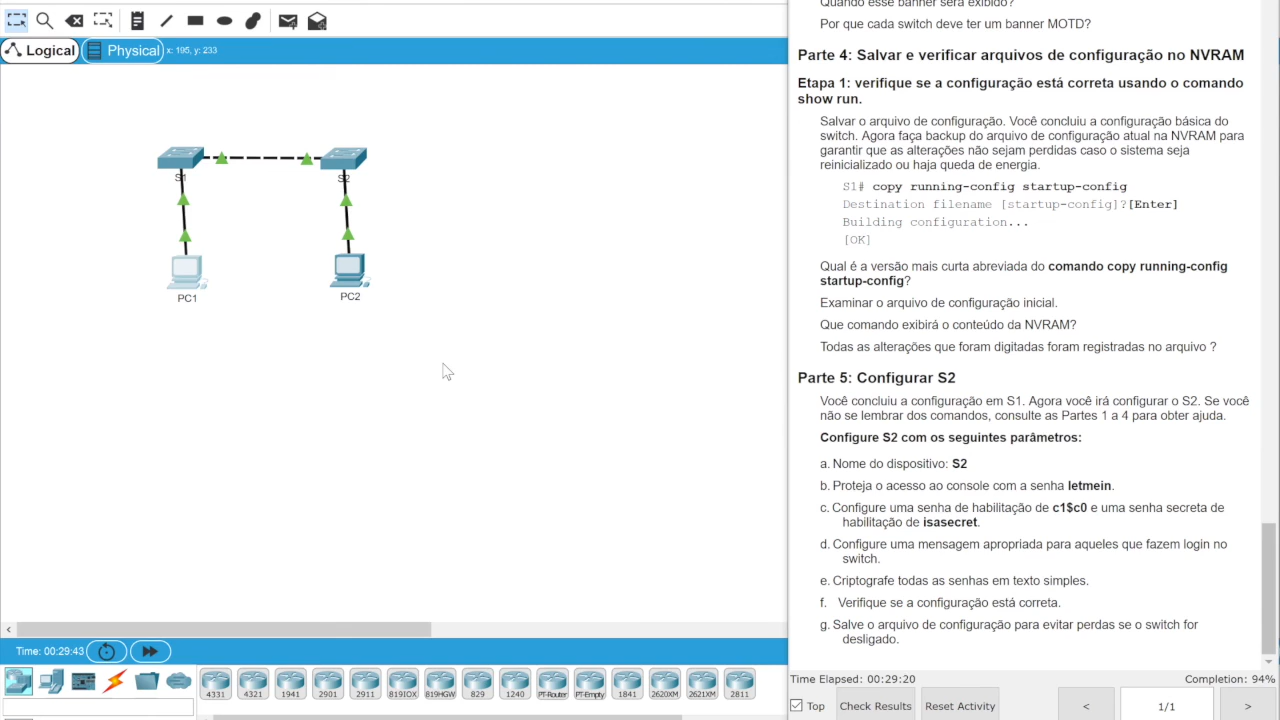 Logical
Physical
x: 195, y: 233
S1
S2
PC1
PC2
Time: 00:29:43
4331
4321
1941
2901
2911
819IOX
819HGW
829
1240
PT-Router
PT-Empty
1841
2620XM
2621XM
2811
Quando esse banner será exibido?
Por que cada switch deve ter um banner MOTD?
Parte 4: Salvar e verificar arquivos de configuração no NVRAM
Etapa 1: verifique se a configuração está correta usando o comando
show run.
Salvar o arquivo de configuração. Você concluiu a configuração básica do
switch. Agora faça backup do arquivo de configuração atual na NVRAM para
garantir que as alterações não sejam perdidas caso o sistema seja
reinicializado ou haja queda de energia.
S1# copy running-config startup-config
Destination filename [startup-config]?[Enter]
Building configuration...
[OK]
Qual é a versão mais curta abreviada do comando copy running-config
startup-config?
Examinar o arquivo de configuração inicial.
Que comando exibirá o conteúdo da NVRAM?
Todas as alterações que foram digitadas foram registradas no arquivo ?
Parte 5: Configurar S2
Você concluiu a configuração em S1. Agora você irá configurar o S2. Se você
não se lembrar dos comandos, consulte as Partes 1 a 4 para obter ajuda.
Configure S2 com os seguintes parâmetros:
a. Nome do dispositivo: S2
b. Proteja o acesso ao console com a senha letmein.
c. Configure uma senha de habilitação de c1$c0 e uma senha secreta de
habilitação de isasecret.
d. Configure uma mensagem apropriada para aqueles que fazem login no
switch.
e. Criptografe todas as senhas em texto simples.
f. Verifique se a configuração está correta.
g. Salve o arquivo de configuração para evitar perdas se o switch for
desligado.
Time Elapsed: 00:29:20
Completion: 94%
Top
Check Results
Reset Activity
<
1/1
>